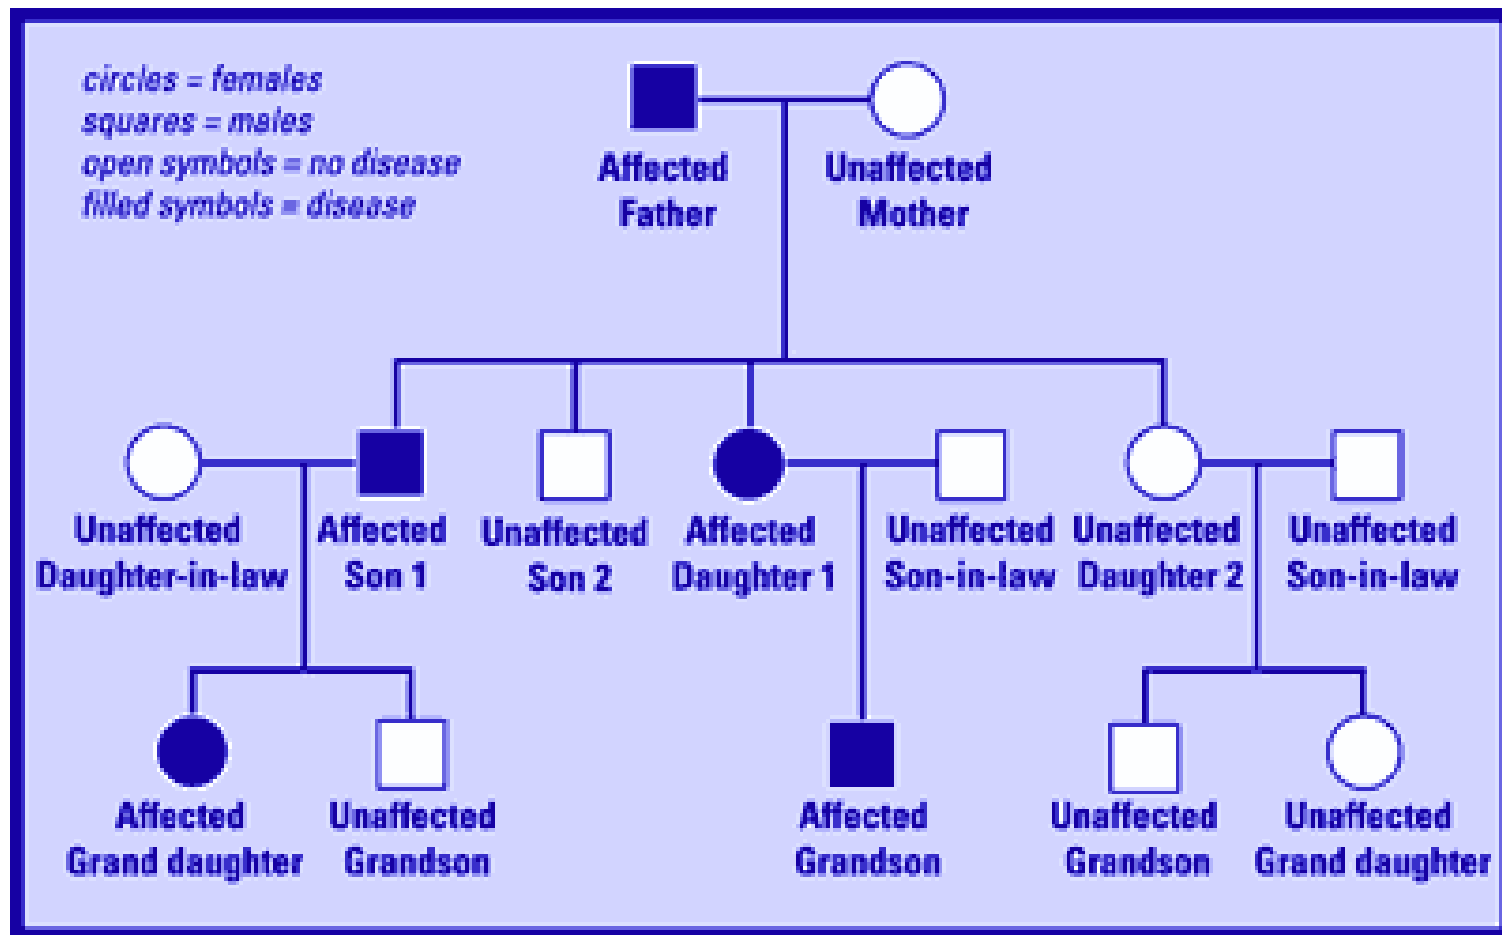 circles = females
squares = males
open symbols = no disease
filled symbols = disease
Affected
Father
Unaffected
Mother
Unaffected
Daughter-in-law
Affected
Son 1
Unaffected
Son 2
Affected
Daughter 1
Unaffected
Son-in-law
Unaffected
Daughter 2
Unaffected
Son-in-law
Affected
Grand daughter
Unaffected
Grandson
Affected
Grandson
Unaffected
Grandson
Unaffected
Grand daughter